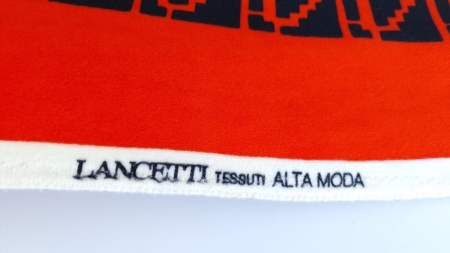 LANCETTI TESSUTI ALTA MODA